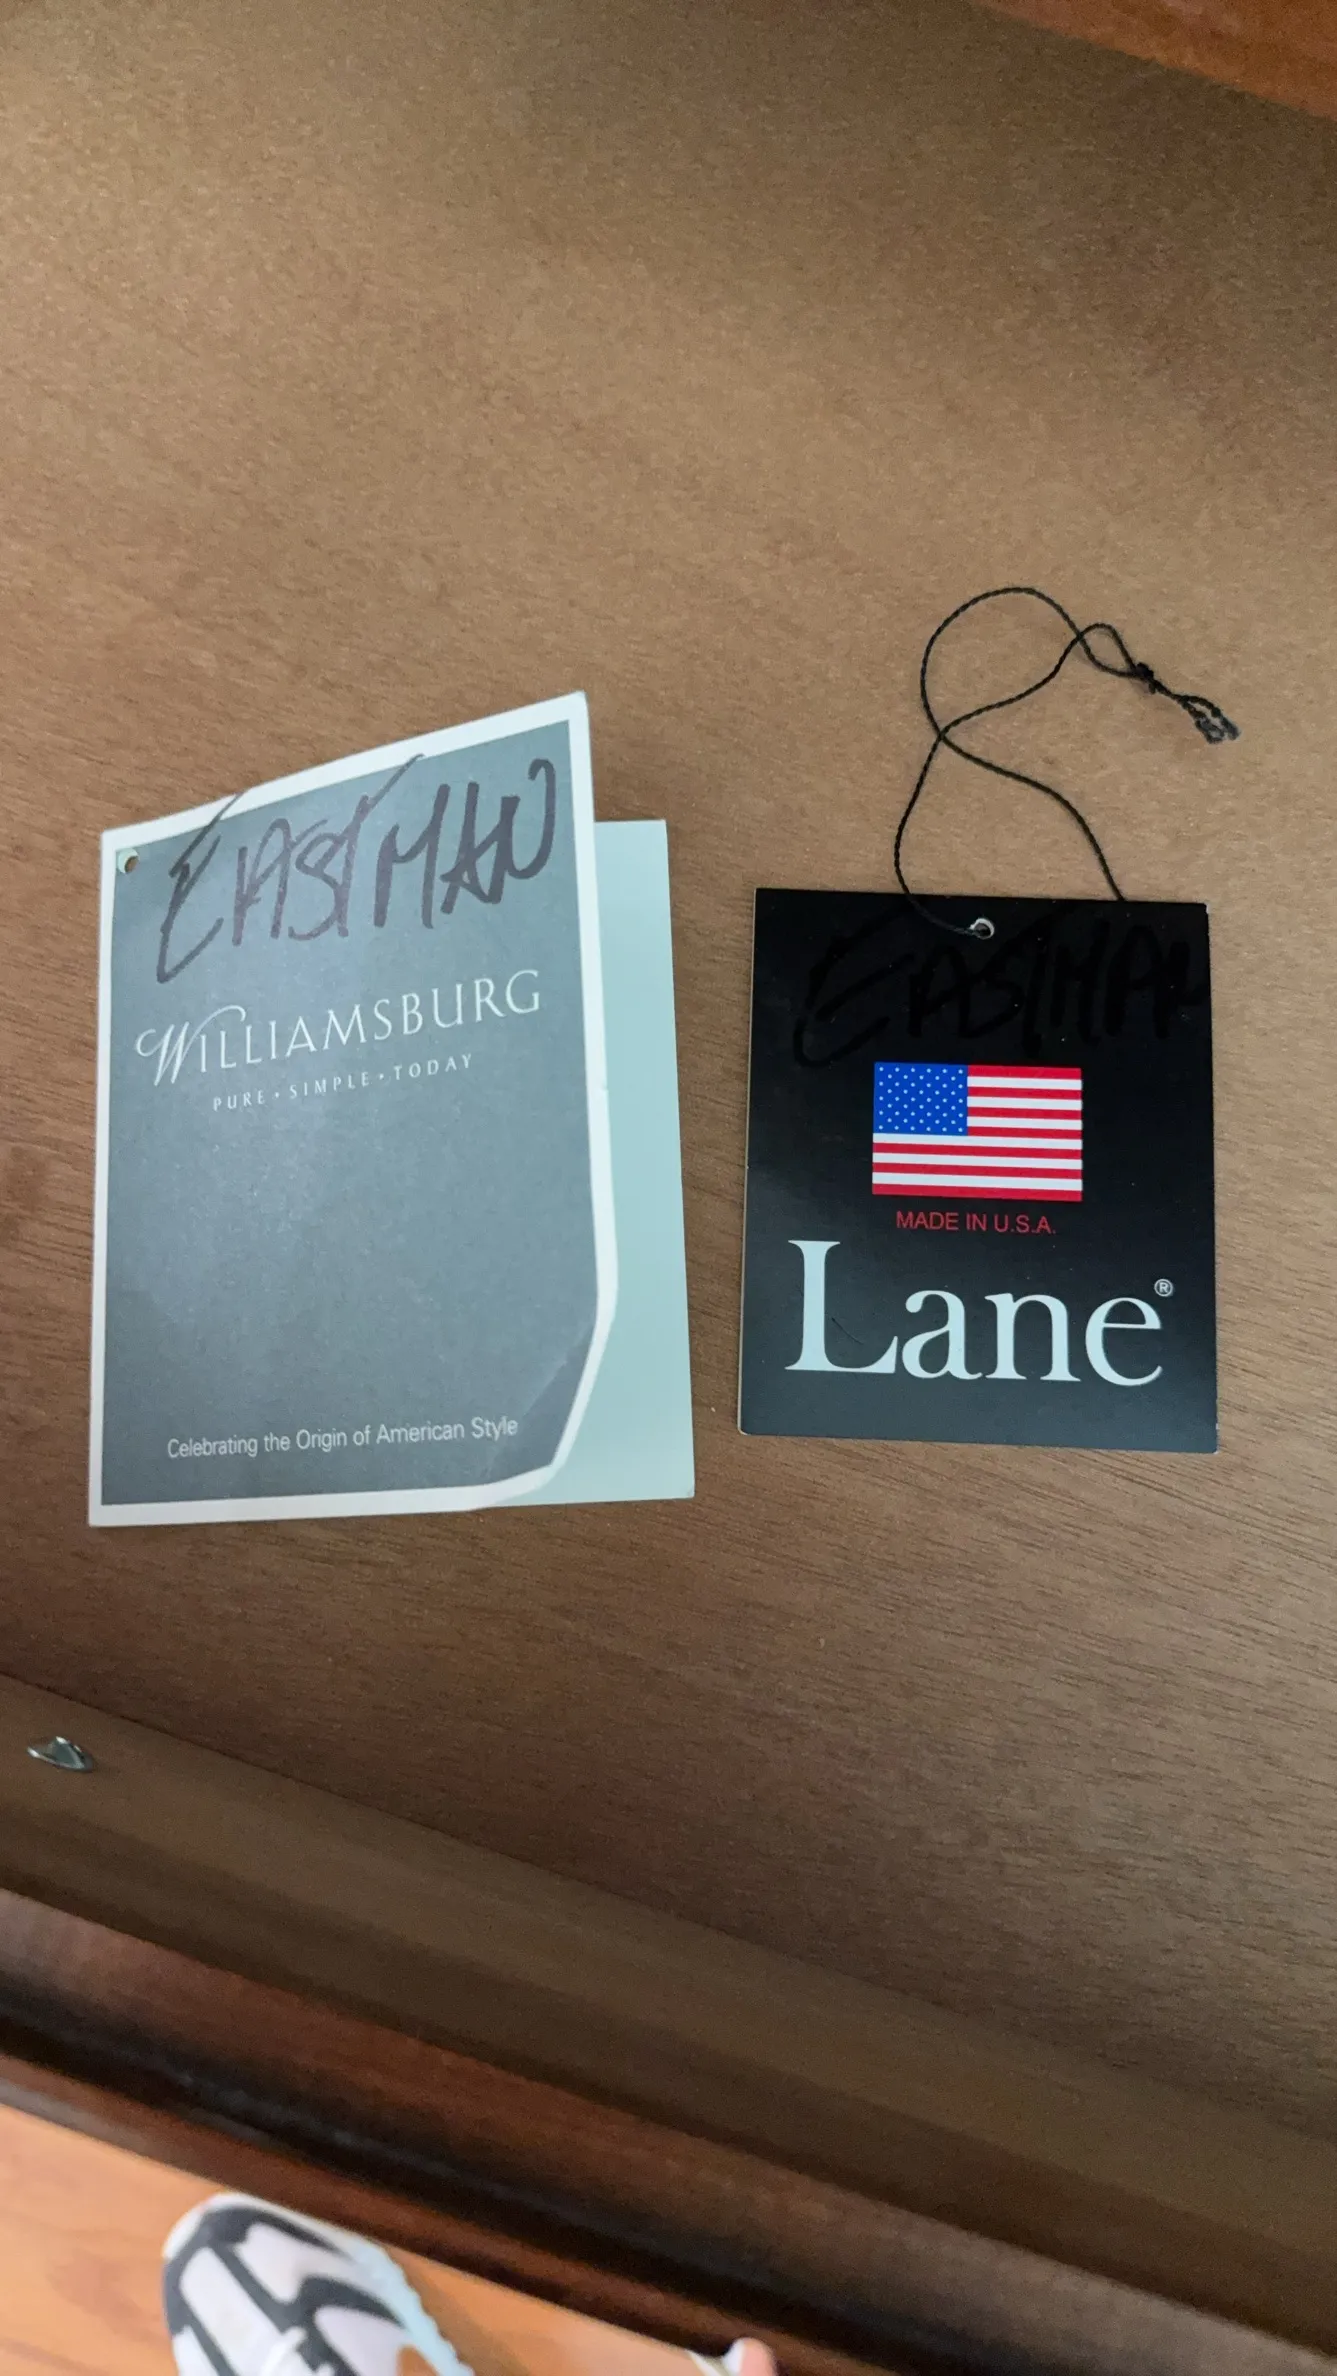 EASTMAN
WILLIAMSBURG
PURE • SIMPLE • TODAY
Celebrating the Origin of American Style
EASTMAN
MADE IN U.S.A.
Lane®